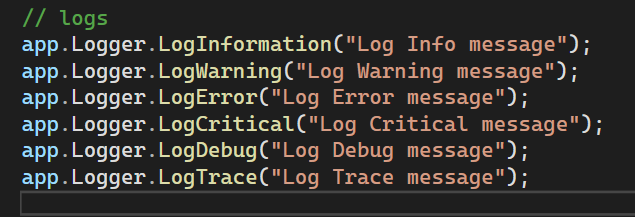 // logs
app.Logger.LogInformation("Log Info message");
app.Logger.LogWarning("Log Warning message");
app.Logger.LogError("Log Error message");
app.Logger.LogCritical("Log Critical message");
app.Logger.LogDebug("Log Debug message");
app.Logger.LogTrace("Log Trace message");